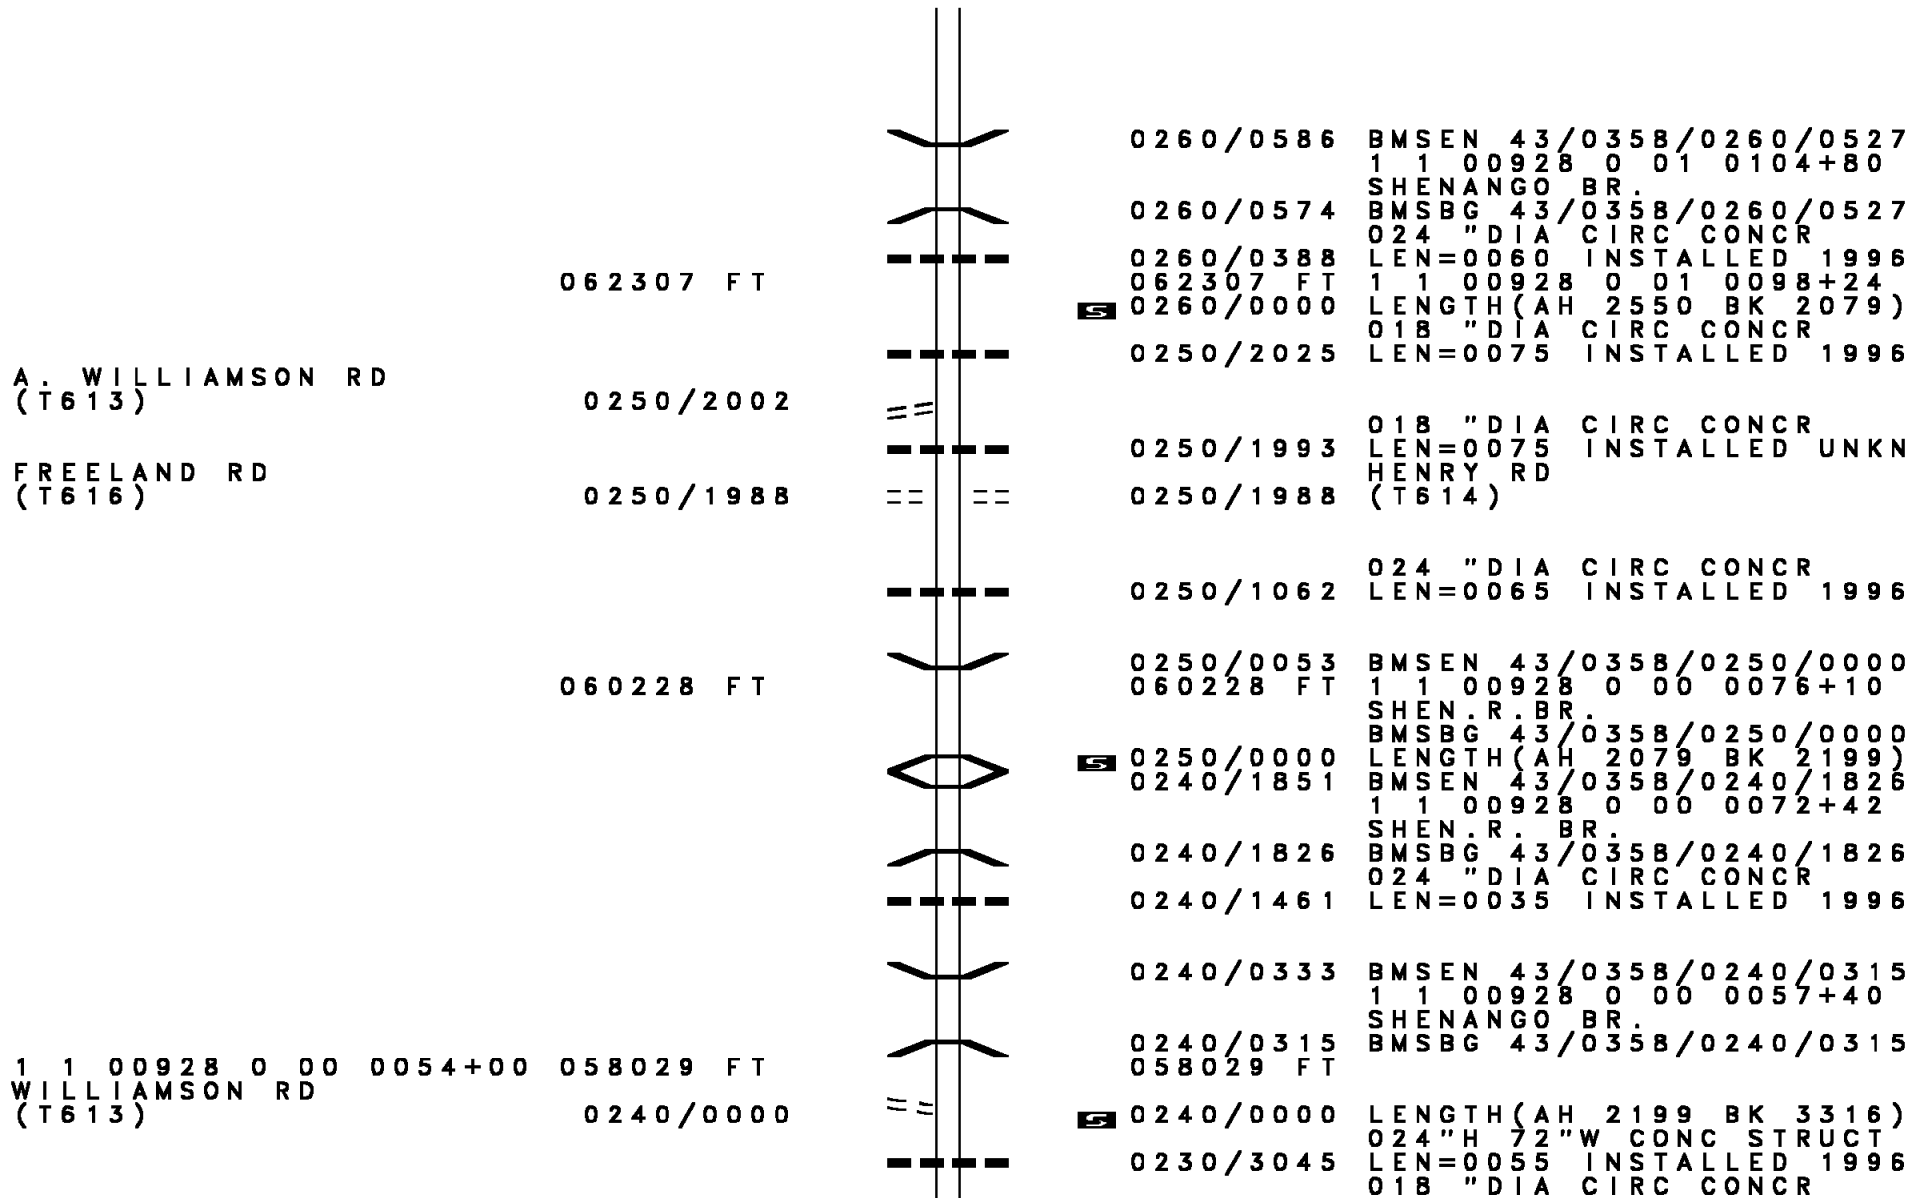 0260/0586 BMSEN 43/0358/0260/0527
1 1 00928 0 01 0104+80
SHENANGO BR.
0260/0574 BMSBG 43/0358/0260/0527
024 "DIA CIRC CONCR
0260/0388 LEN=0060 INSTALLED 1996
062307 FT 062307 FT 1 1 00928 0 01 0098+24
S 0260/0000 LENGTH(AH 2550 BK 2079)
018 "DIA CIRC CONCR
0250/2025 LEN=0075 INSTALLED 1996
A. WILLIAMSON RD
(T613) 0250/2002
018 "DIA CIRC CONCR
0250/1993 LEN=0075 INSTALLED UNKN
FREELAND RD HENRY RD
(T616) 0250/1988 0250/1988 (T614)
024 "DIA CIRC CONCR
0250/1062 LEN=0065 INSTALLED 1996
0250/0053 BMSEN 43/0358/0250/0000
060228 FT 060228 FT 1 1 00928 0 00 0076+10
SHEN.R.BR.
BMSBG 43/0358/0250/0000
S 0250/0000 LENGTH(AH 2079 BK 2199)
0240/1851 BMSEN 43/0358/0240/1826
1 1 00928 0 00 0072+42
SHEN.R. BR.
0240/1826 BMSBG 43/0358/0240/1826
024 "DIA CIRC CONCR
0240/1461 LEN=0035 INSTALLED 1996
0240/0333 BMSEN 43/0358/0240/0315
1 1 00928 0 00 0057+40
SHENANGO BR.
0240/0315 BMSBG 43/0358/0240/0315
1 1 00928 0 00 0054+00 058029 FT 058029 FT
WILLIAMSON RD
(T613) 0240/0000 S 0240/0000 LENGTH(AH 2199 BK 3316)
024"H 72"W CONC STRUCT
0230/3045 LEN=0055 INSTALLED 1996
018 "DIA CIRC CONCR